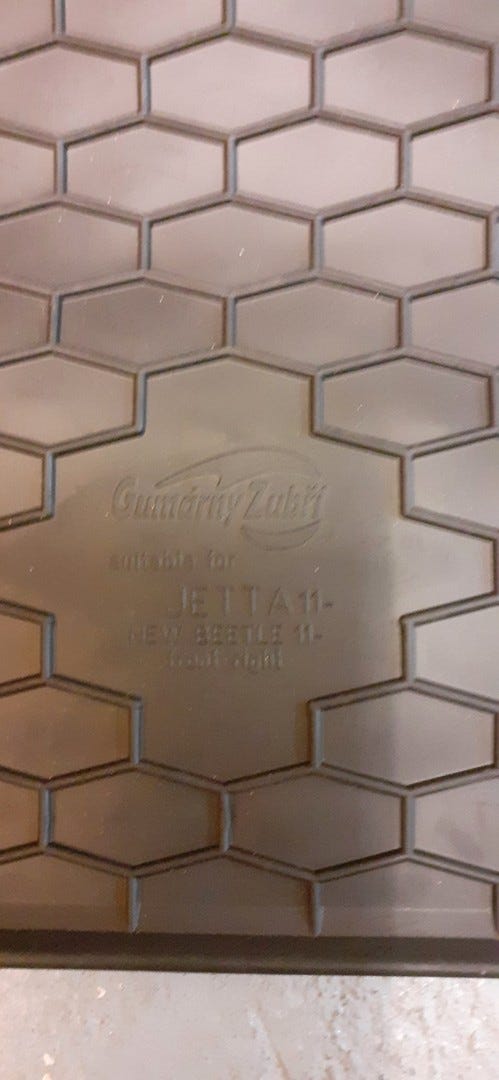 Gumárny Zubří
suitable for
JETTA 11-
NEW BEETLE 11-
front-right